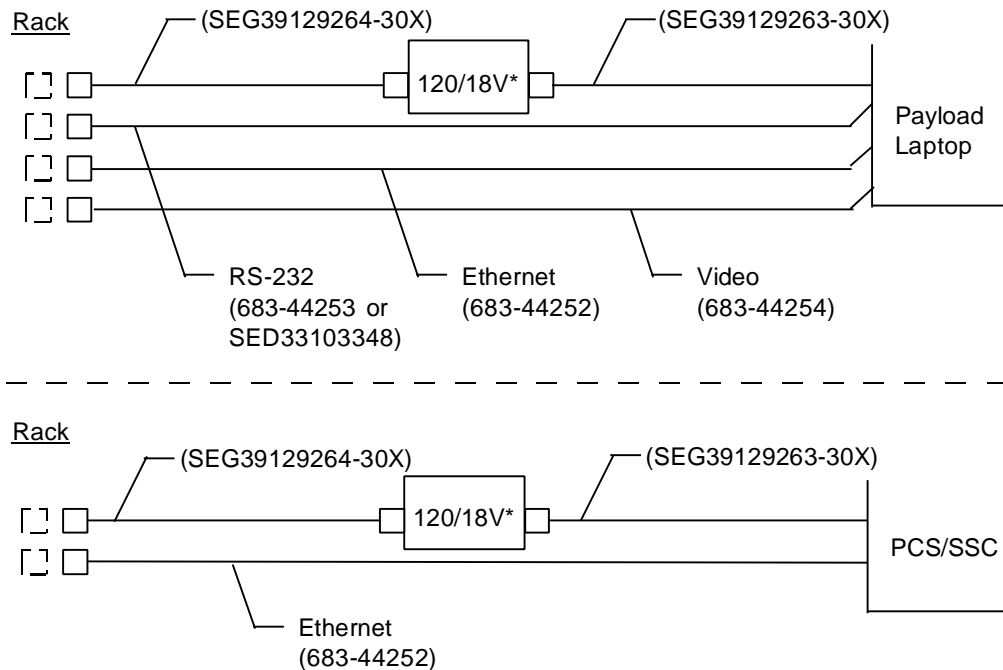 Rack
(SEG39129264-30X)
(SEG39129263-30X)
120/18V*
Payload
Laptop
RS-232
(683-44253 or
SED33103348)
Ethernet
(683-44252)
Video
(683-44254)
Rack
(SEG39129264-30X)
(SEG39129263-30X)
120/18V*
PCS/SSC
Ethernet
(683-44252)